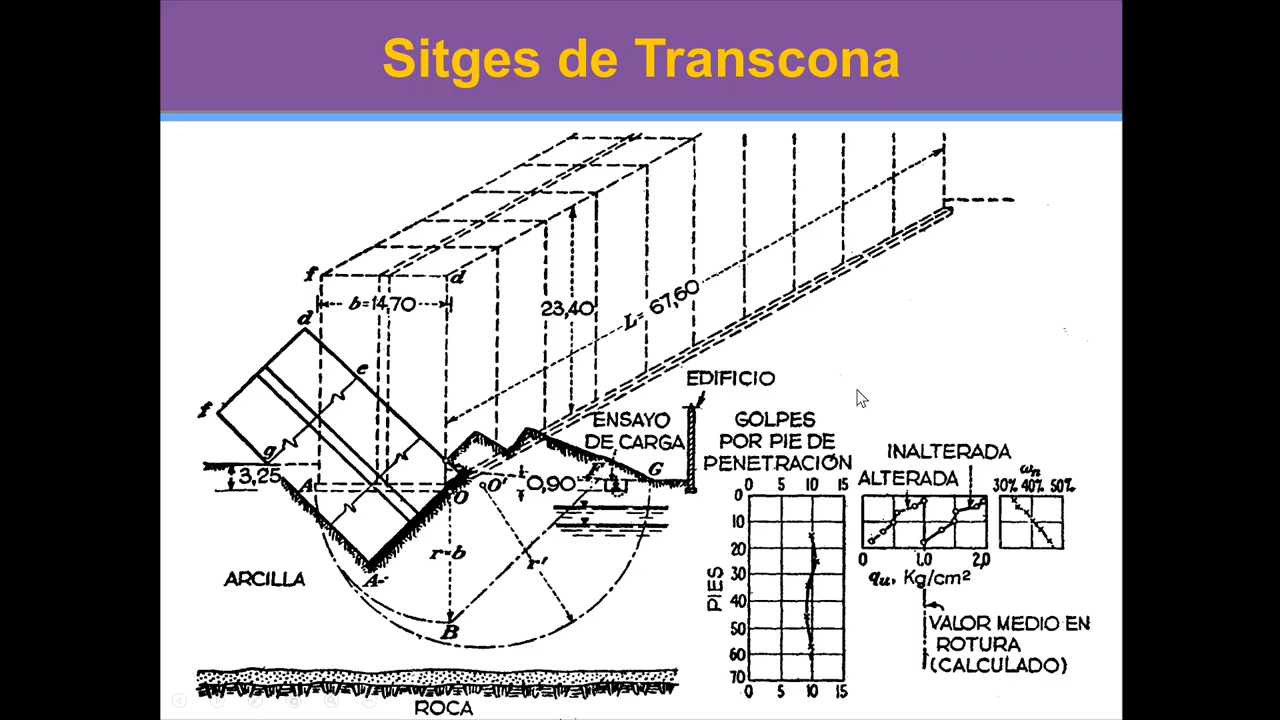 Sitges de Transcona
f
d
b=14,70
d
23,40
L= 67,60
e
f
g
3,25
A
O
O'
0,90
F
G
ENSAYO
DE CARGA
EDIFICIO
r=b
r'
ARCILLA
A
B
ROCA
GOLPES
POR PIE DE
PENETRACIÓN
0 5 10 15
0
10
20
30
40
50
60
70
PIES
0 5 10 15
INALTERADA
ALTERADA
0 1,0 2,0
qu, Kg/cm²
wn
30% 40% 50%
VALOR MEDIO EN
ROTURA
(CALCULADO)